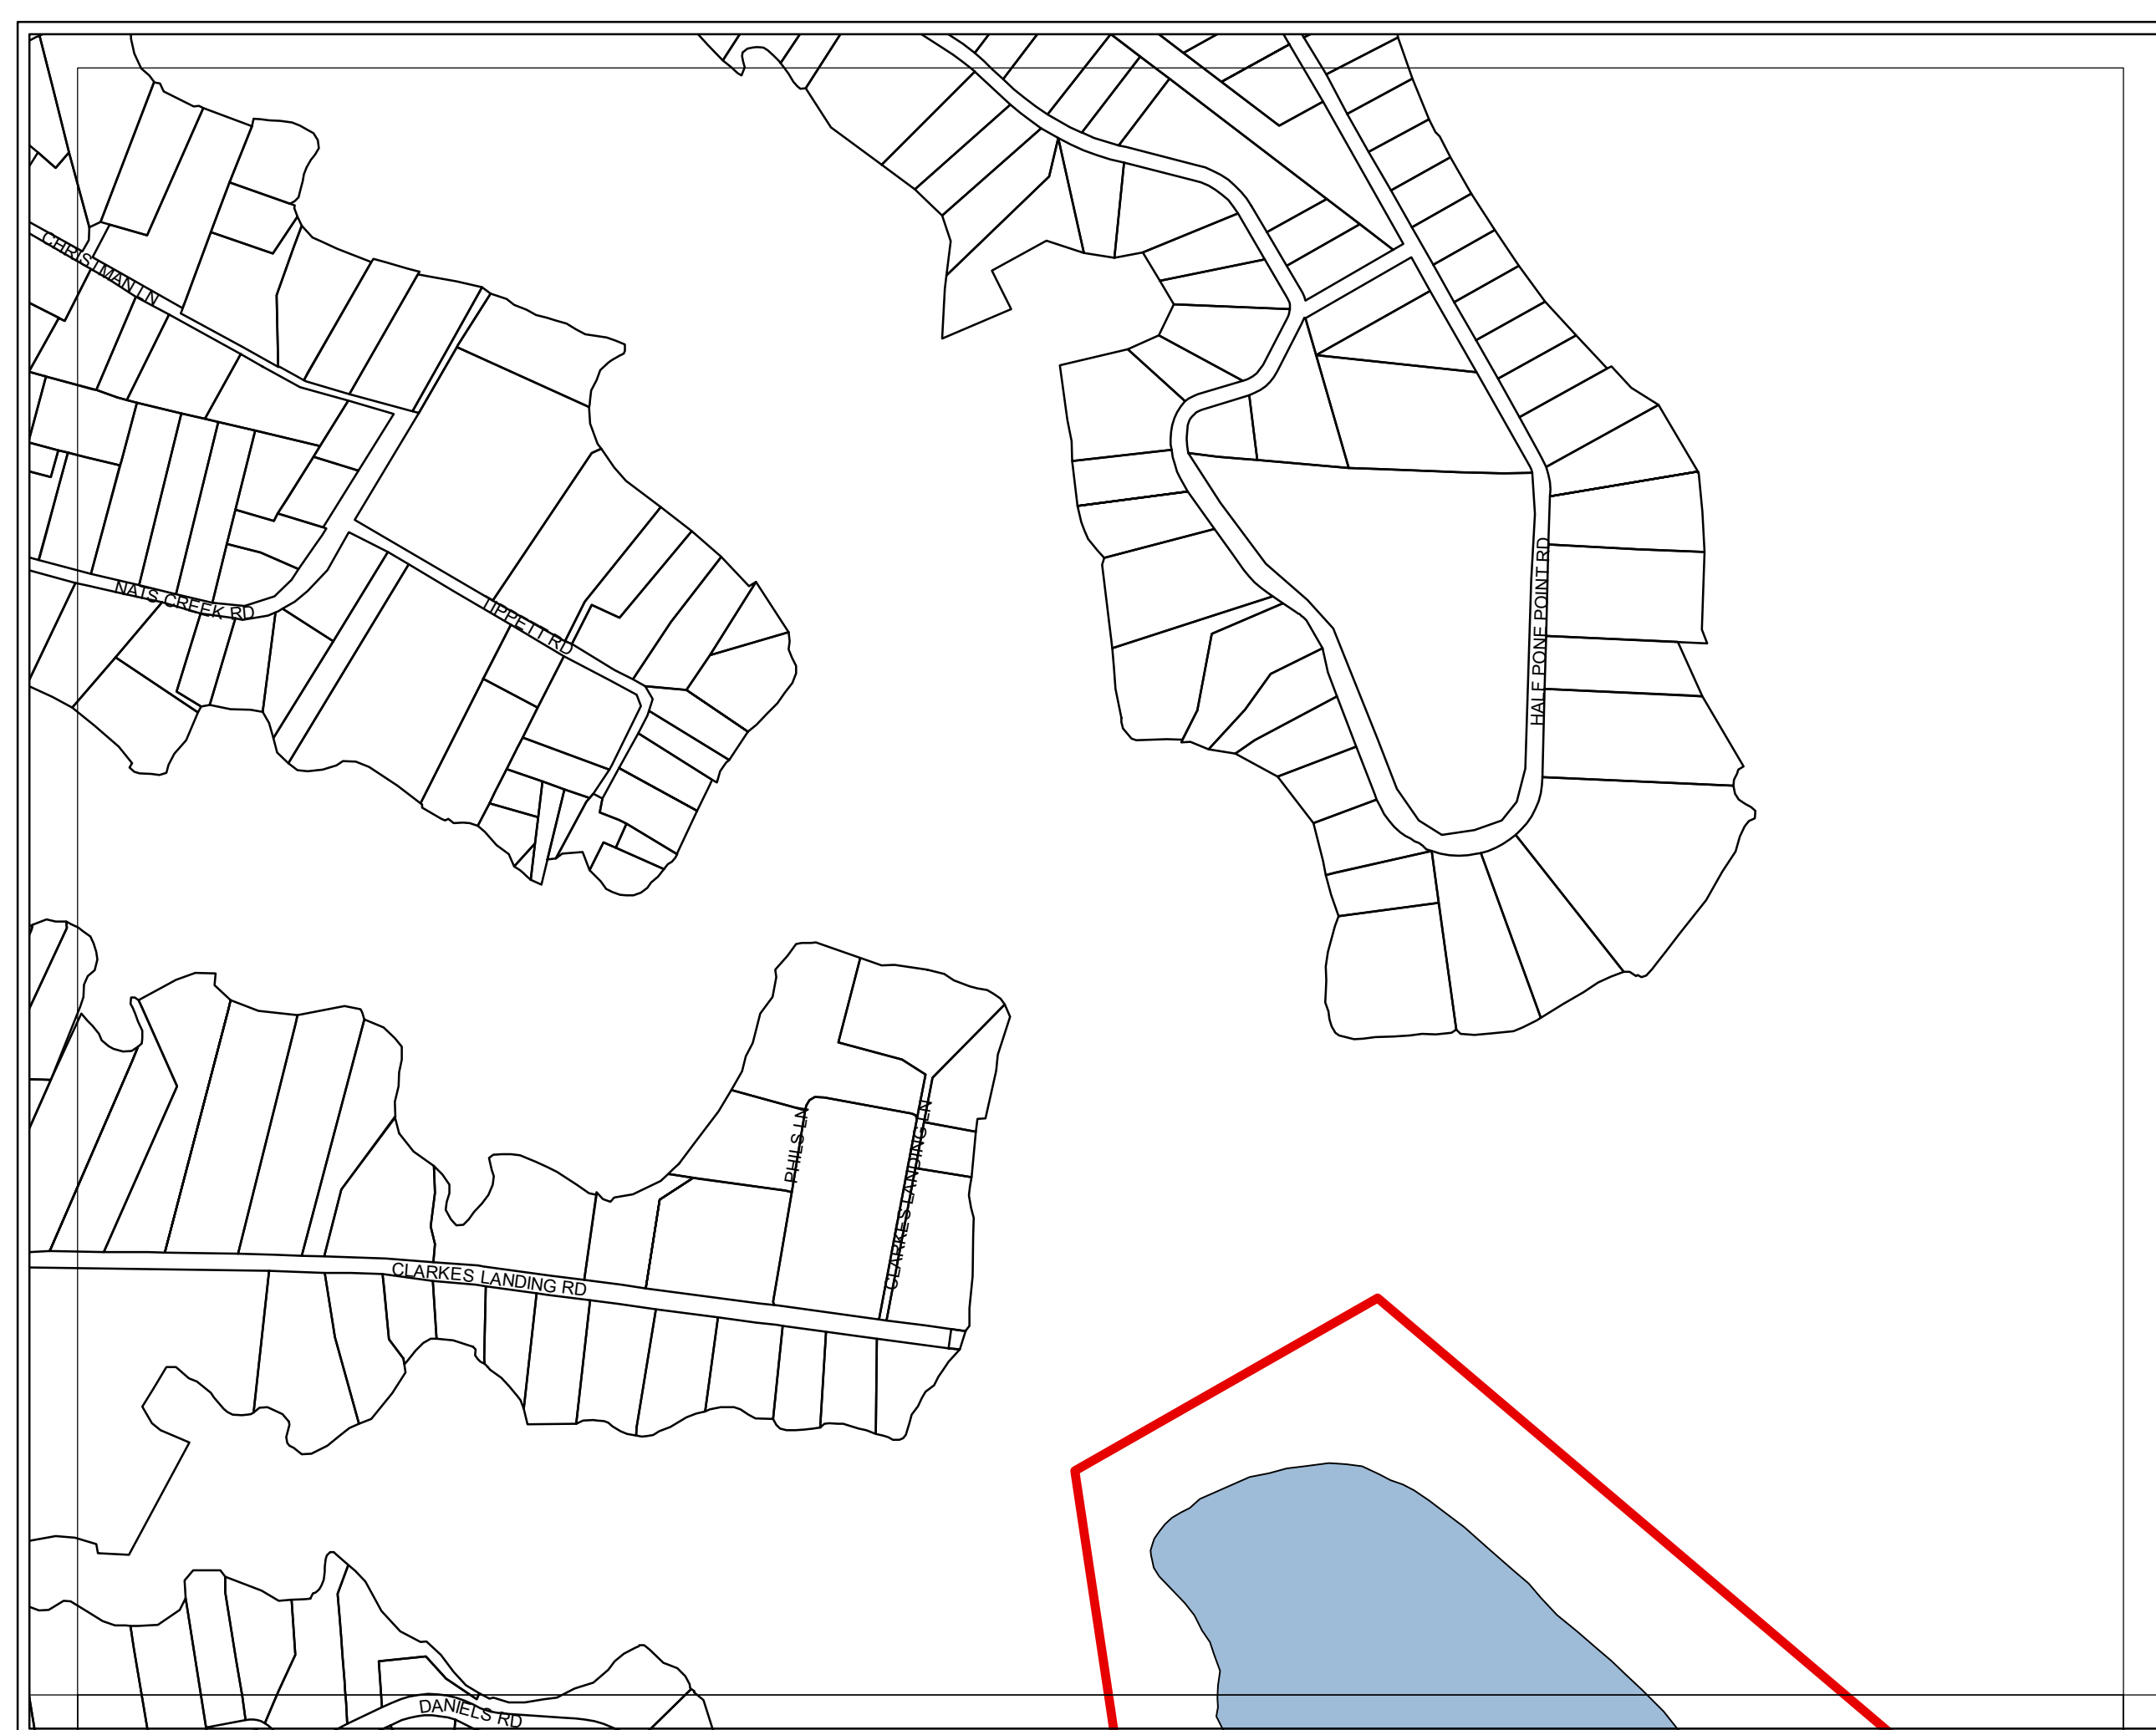 CHRISTMAN LN
NATS CREEK RD
TIPPETT RD
HALF PONE POINT RD
PHILS LN
CLARKES LANDING LN
CLARKES LANDING RD
DANIELS RD